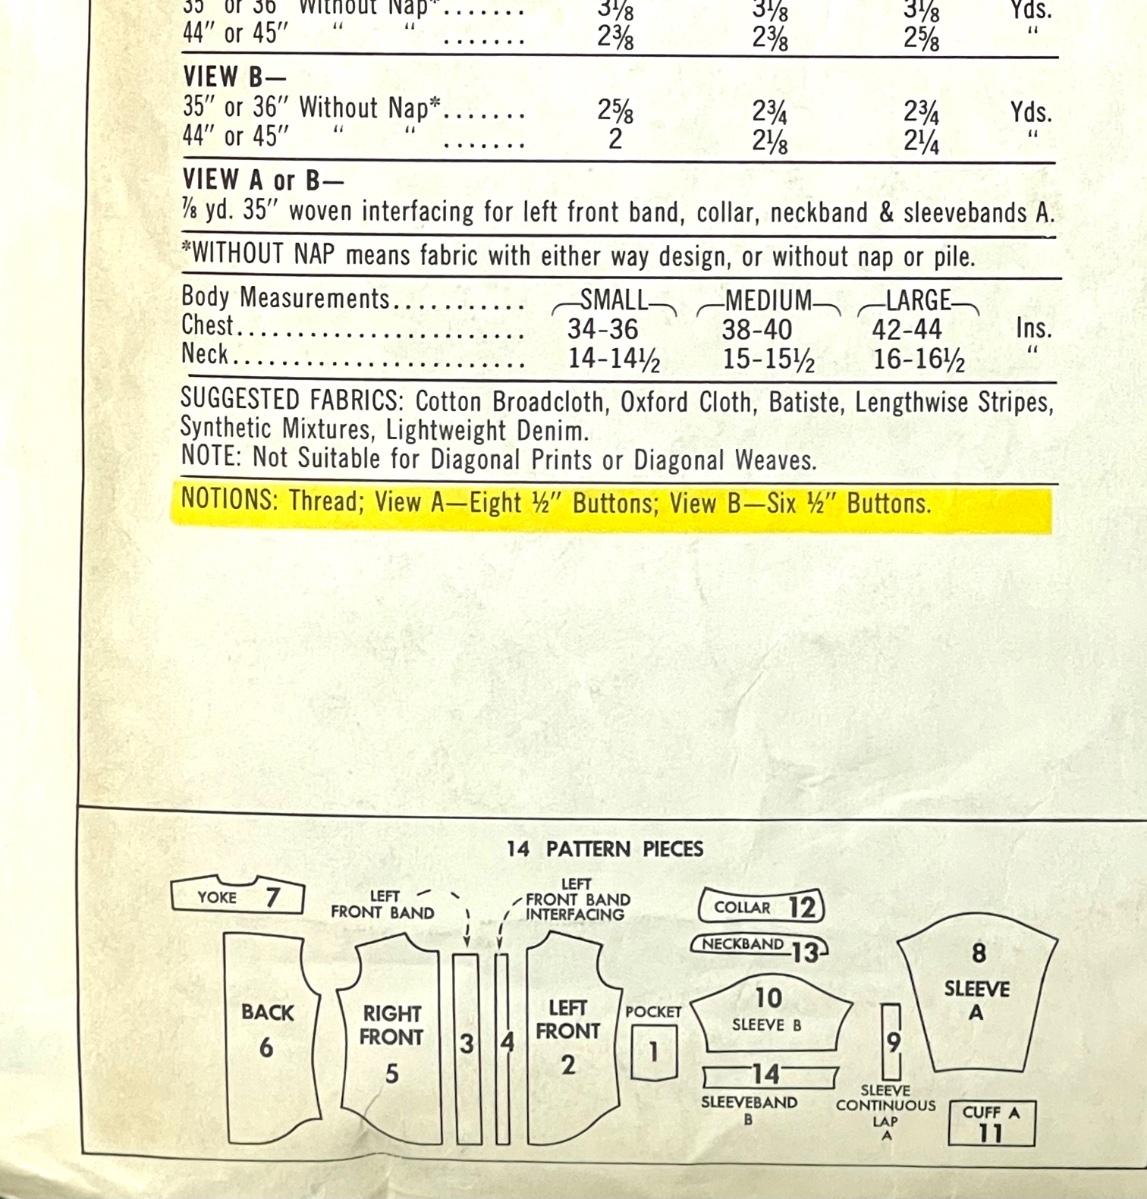 35" or 36" Without Nap*....... 3⅛ 3⅛ 3⅛ Yds.
44" or 45" " " ....... 2⅜ 2⅜ 2⅝ "
VIEW B—
35" or 36" Without Nap*....... 2⅝ 2¾ 2¾ Yds.
44" or 45" " " ....... 2 2⅛ 2¼ "
VIEW A or B—
⅞ yd. 35" woven interfacing for left front band, collar, neckband & sleevebands A.
*WITHOUT NAP means fabric with either way design, or without nap or pile.
Body Measurements........... SMALL MEDIUM LARGE
Chest....................... 34-36 38-40 42-44 Ins.
Neck........................ 14-14½ 15-15½ 16-16½ "
SUGGESTED FABRICS: Cotton Broadcloth, Oxford Cloth, Batiste, Lengthwise Stripes,
Synthetic Mixtures, Lightweight Denim.
NOTE: Not Suitable for Diagonal Prints or Diagonal Weaves.
NOTIONS: Thread; View A—Eight ½" Buttons; View B—Six ½" Buttons.
14 PATTERN PIECES
YOKE 7
LEFT
FRONT BAND
LEFT
FRONT BAND
INTERFACING
COLLAR 12
NECKBAND 13
8
SLEEVE
A
BACK
6
RIGHT
FRONT
5
3
4
LEFT
FRONT
2
POCKET
1
10
SLEEVE B
14
SLEEVEBAND
B
9
SLEEVE
CONTINUOUS
LAP
A
CUFF A
11